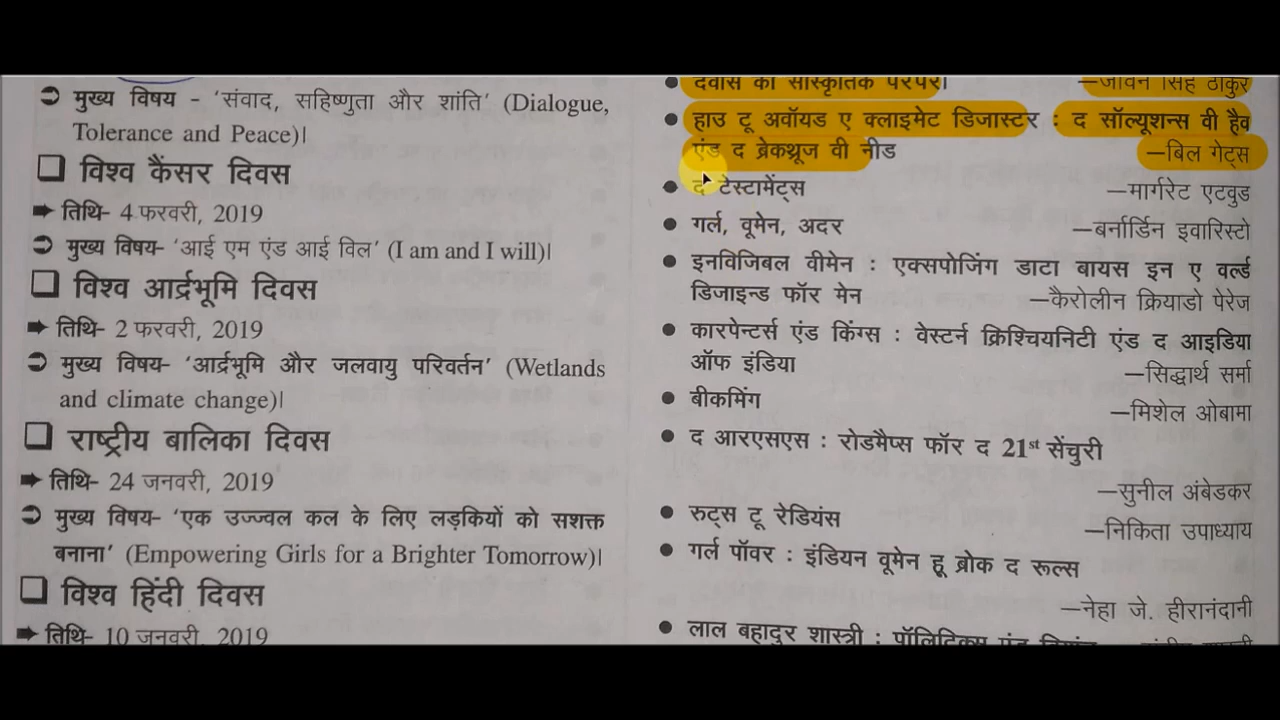 ➲ मुख्य विषय - ‘संवाद, सहिष्णुता और शांति’ (Dialogue,
Tolerance and Peace)|
❑ विश्व कैंसर दिवस
➡ तिथि- 4 फरवरी, 2019
➲ मुख्य विषय- ‘आई एम एंड आई विल’ (I am and I will)|
❑ विश्व आर्द्रभूमि दिवस
➡ तिथि- 2 फरवरी, 2019
➲ मुख्य विषय- ‘आर्द्रभूमि और जलवायु परिवर्तन’ (Wetlands
and climate change)|
❑ राष्ट्रीय बालिका दिवस
➡ तिथि- 24 जनवरी, 2019
➲ मुख्य विषय- ‘एक उज्ज्वल कल के लिए लड़कियों को सशक्त
बनाना’ (Empowering Girls for a Brighter Tomorrow)|
❑ विश्व हिंदी दिवस
➡ तिथि- 10 जनवरी, 2019
● देवास की सांस्कृतिक परंपरा —जीवन सिंह ठाकुर
● हाउ टू अवॉयड ए क्लाइमेट डिजास्टर : द सॉल्यूशन्स वी हैव
एंड द ब्रेकथ्रूज वी नीड —बिल गेट्स
● द टेस्टामेंट्स —मार्गरेट एटवुड
● गर्ल, वूमेन, अदर —बर्नार्डिन इवारिस्टो
● इनविजिबल वीमेन : एक्सपोजिंग डाटा बायस इन ए वर्ल्ड
डिजाइन्ड फॉर मेन —कैरोलीन क्रियाडो पेरेज
● कारपेन्टर्स एंड किंग्स : वेस्टर्न क्रिश्चियनिटी एंड द आइडिया
ऑफ इंडिया —सिद्धार्थ सर्मा
● बीकमिंग —मिशेल ओबामा
● द आरएसएस : रोडमैप्स फॉर द 21st सेंचुरी
—सुनील अंबेडकर
● रुट्स टू रेडियंस —निकिता उपाध्याय
● गर्ल पॉवर : इंडियन वूमेन हू ब्रोक द रूल्स
—नेहा जे. हीरानंदानी
● लाल बहादुर शास्त्री : पॉलिटिक्स एंड